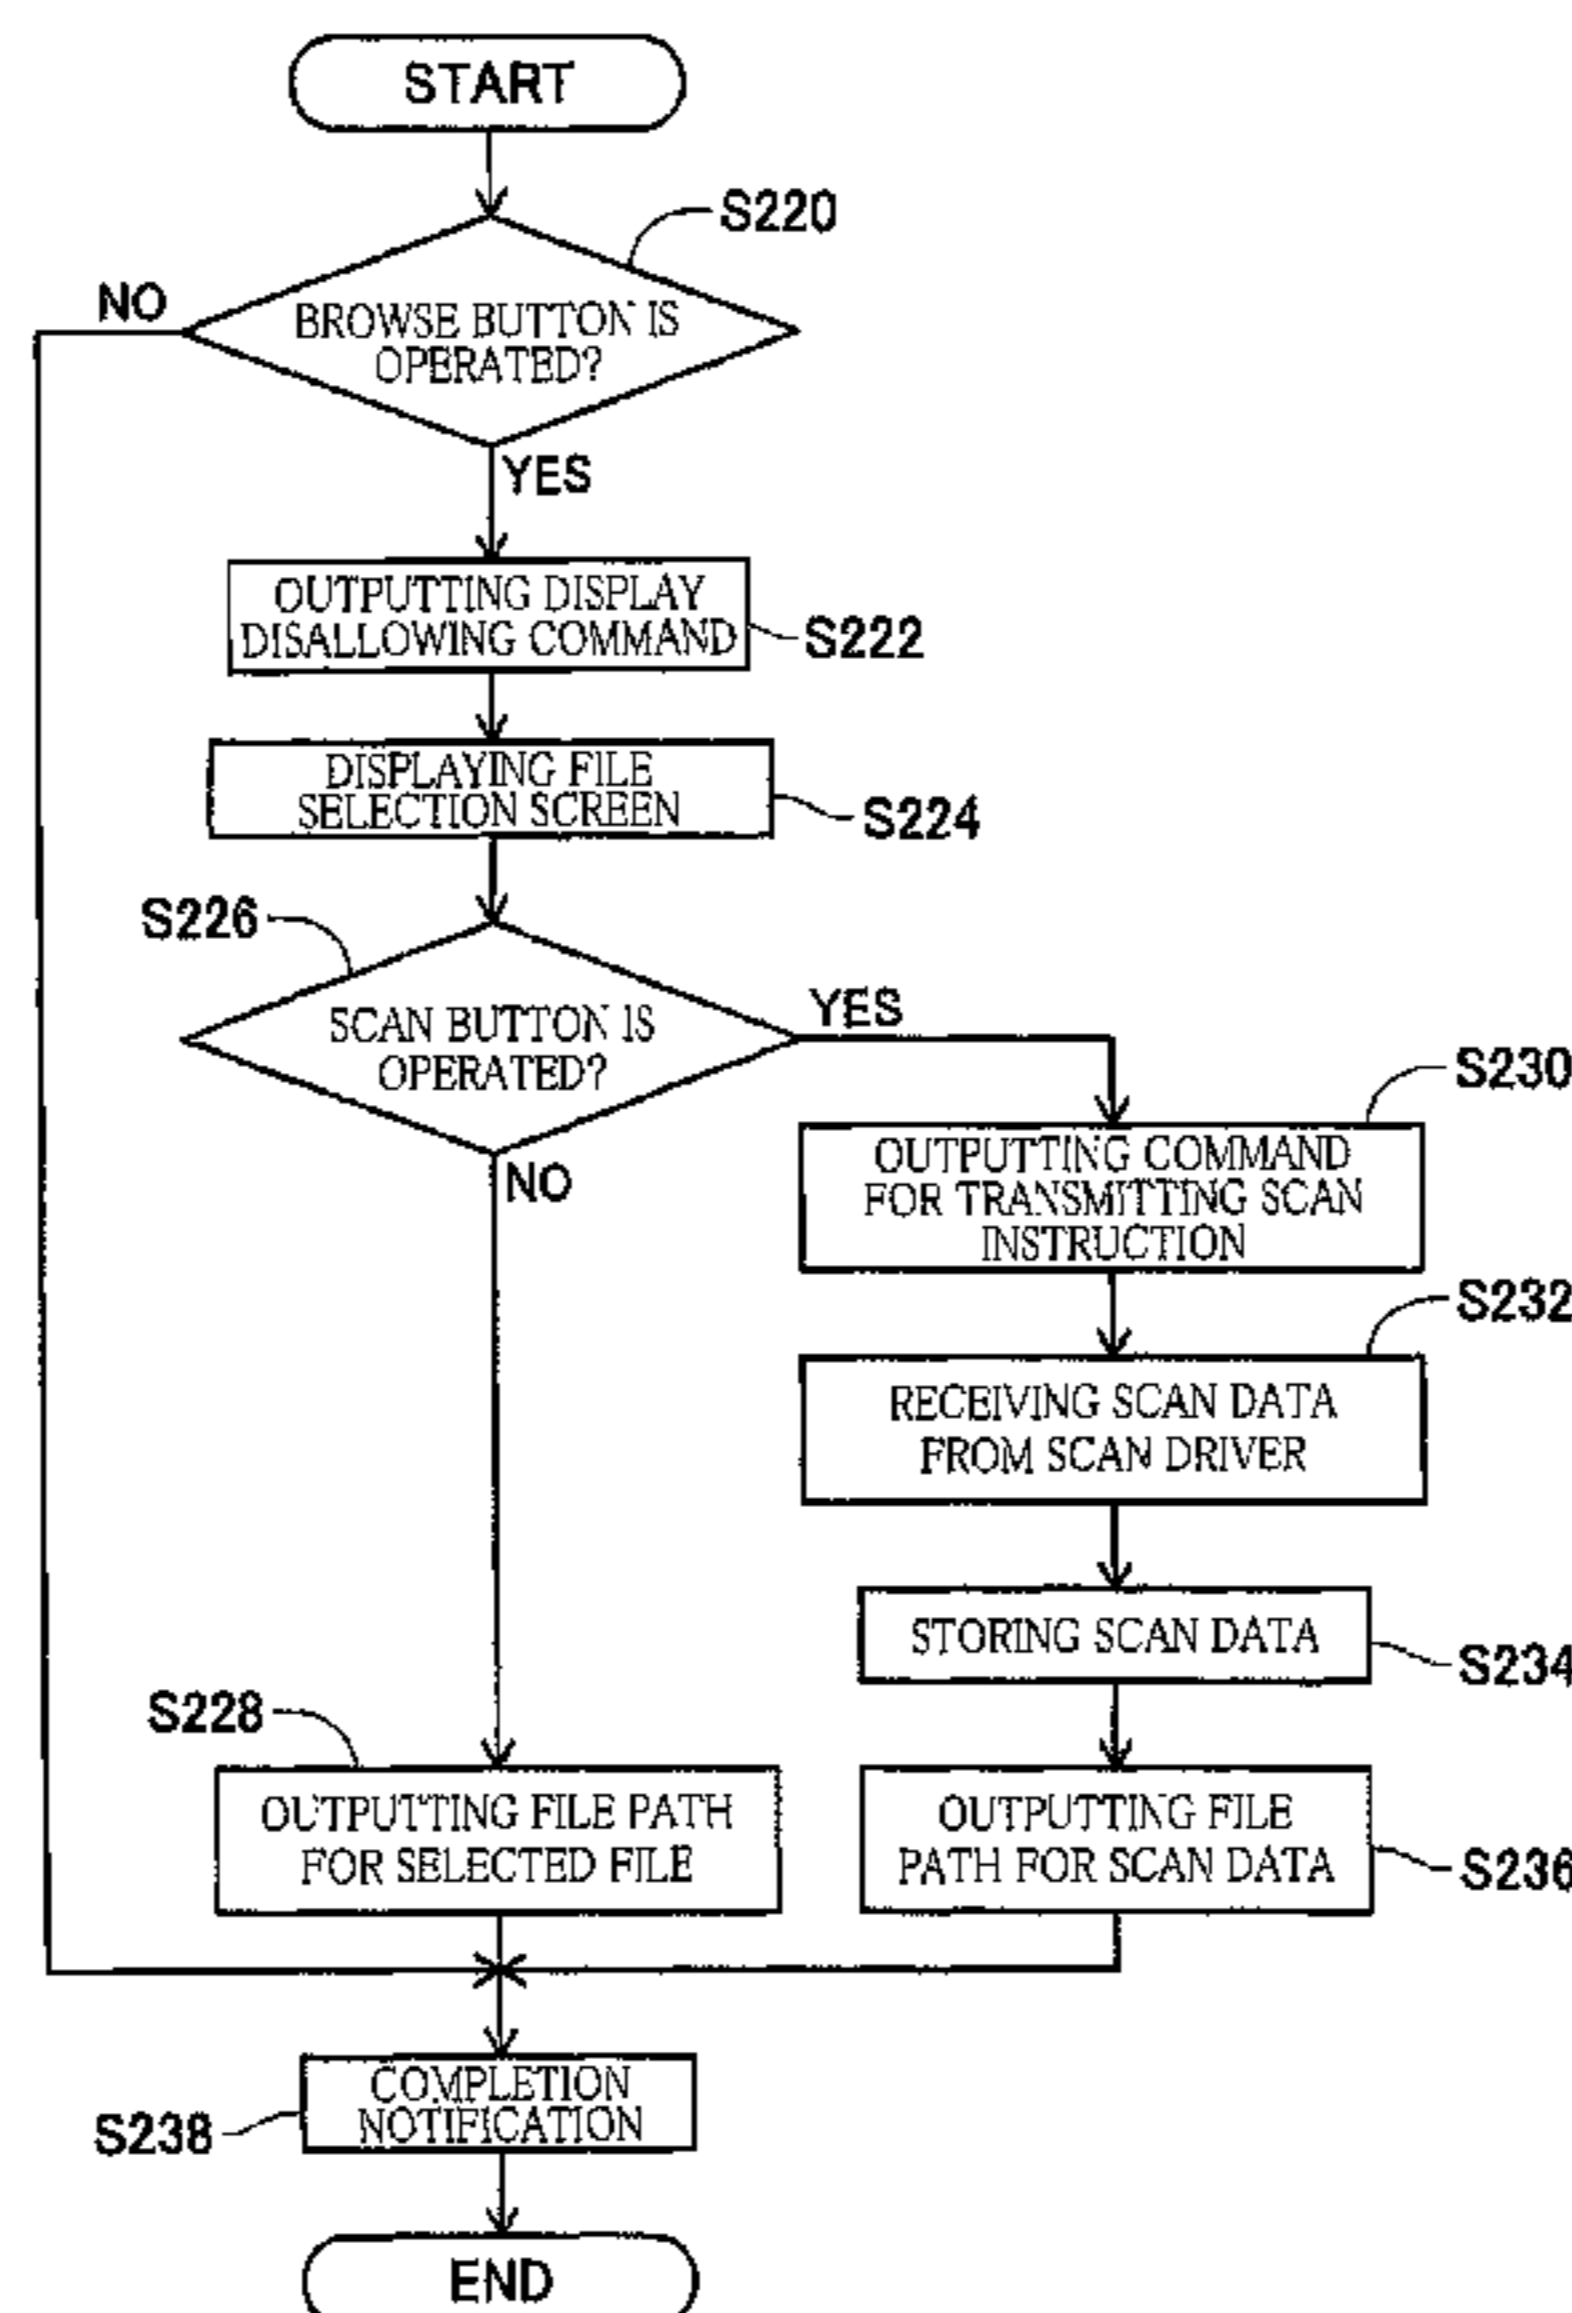 START
S220
NO
BROWSE BUTTON IS
OPERATED?
YES
OUTPUTTING DISPLAY
DISALLOWING COMMAND
S222
DISPLAYING FILE
SELECTION SCREEN
S224
S226
SCAN BUTTON IS
OPERATED?
YES
NO
S230
OUTPUTTING COMMAND
FOR TRANSMITTING SCAN
INSTRUCTION
S232
RECEIVING SCAN DATA
FROM SCAN DRIVER
STORING SCAN DATA
S234
S228
OUTPUTTING FILE PATH
FOR SELECTED FILE
OUTPUTTING FILE
PATH FOR SCAN DATA
S236
COMPLETION
NOTIFICATION
S238
END